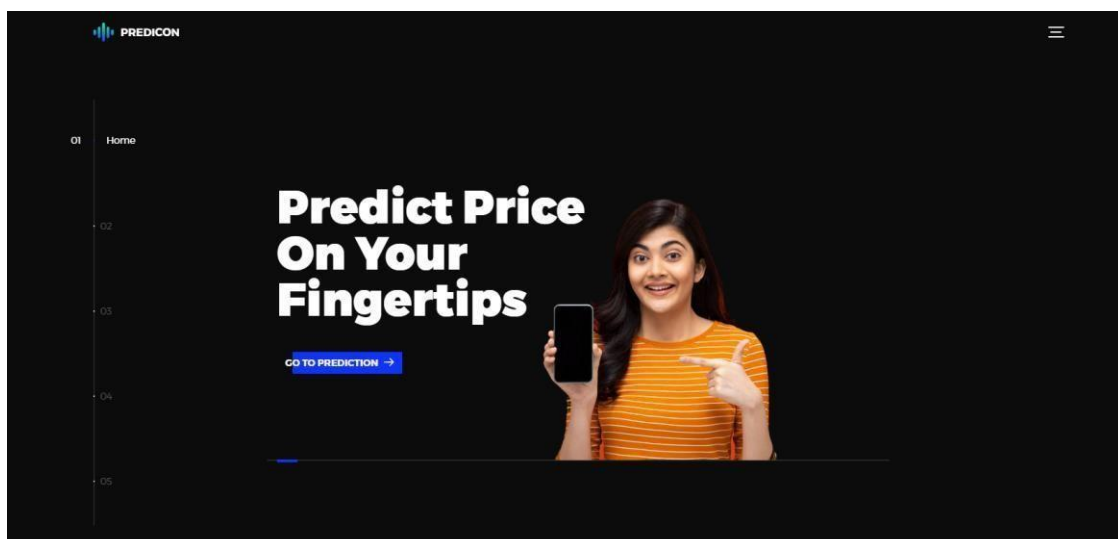 PREDICON
01 Home
02
Predict Price
On Your
Fingertips
03
GO TO PREDICTION →
04
05